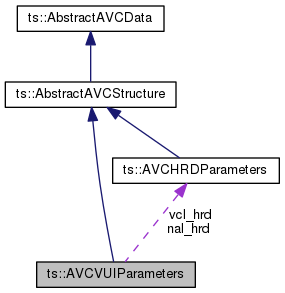 ts::AbstractAVCData
ts::AbstractAVCStructure
ts::AVCHRDParameters
vcl_hrd
nal_hrd
ts::AVCVUIParameters